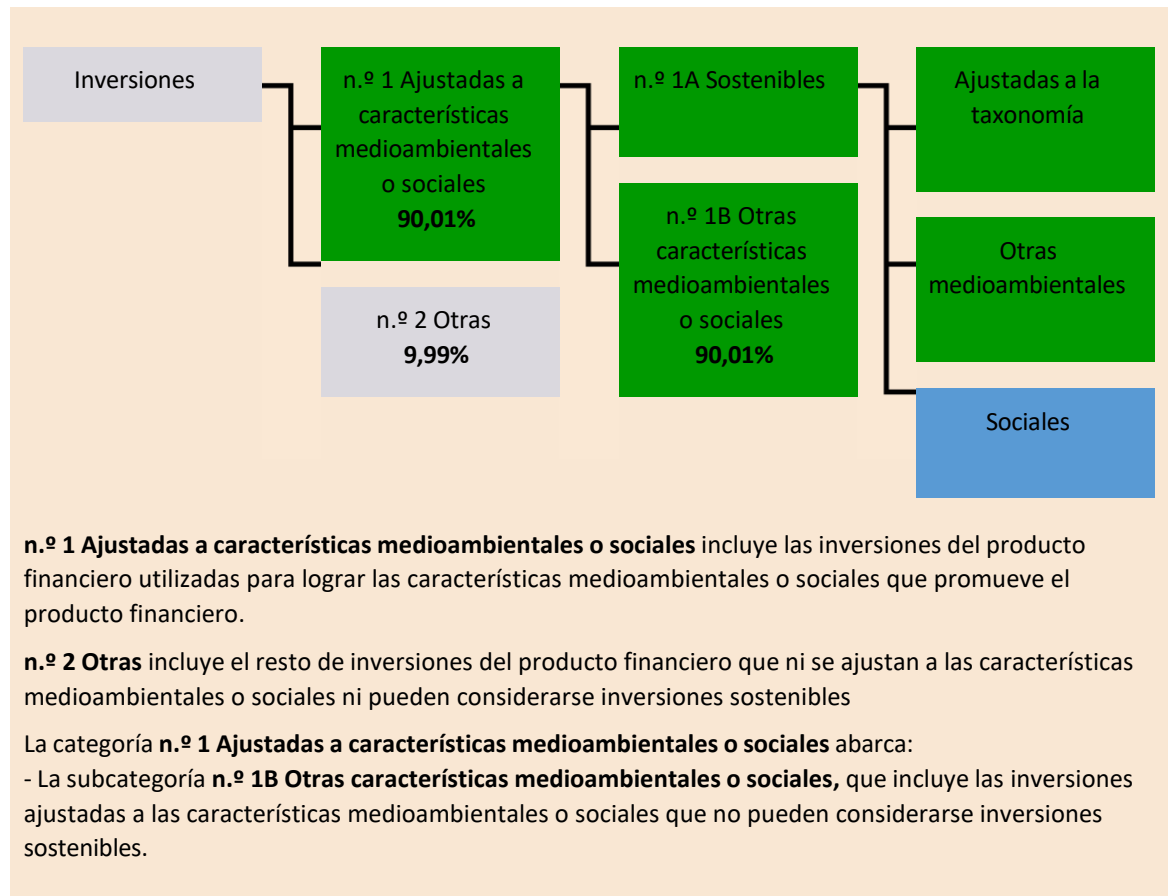 Inversiones
n.º 1 Ajustadas a
características
medioambientales
o sociales
90,01%
n.º 2 Otras
9,99%
n.º 1A Sostenibles
n.º 1B Otras
características
medioambientales
o sociales
90,01%
Ajustadas a la
taxonomía
Otras
medioambientales
Sociales
n.º 1 Ajustadas a características medioambientales o sociales incluye las inversiones del producto
financiero utilizadas para lograr las características medioambientales o sociales que promueve el
producto financiero.
n.º 2 Otras incluye el resto de inversiones del producto financiero que ni se ajustan a las características
medioambientales o sociales ni pueden considerarse inversiones sostenibles
La categoría n.º 1 Ajustadas a características medioambientales o sociales abarca:
- La subcategoría n.º 1B Otras características medioambientales o sociales, que incluye las inversiones
ajustadas a las características medioambientales o sociales que no pueden considerarse inversiones
sostenibles.